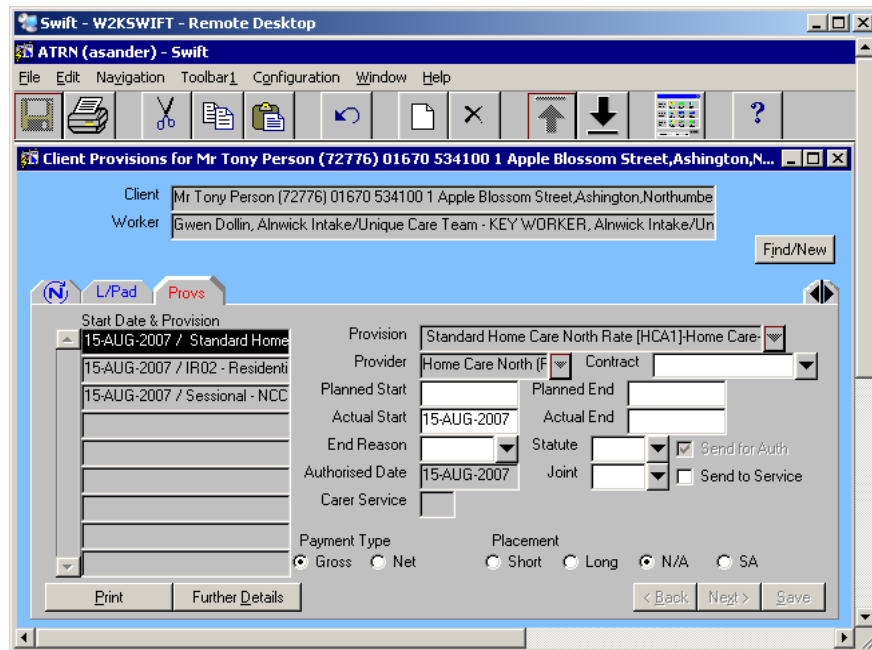 Swift - W2KSWIFT - Remote Desktop
ATRN (asander) - Swift
File Edit Navigation Toolbar1 Configuration Window Help
?
Client Provisions for Mr Tony Person (72776) 01670 534100 1 Apple Blossom Street,Ashington,N...
Client Mr Tony Person (72776) 01670 534100 1 Apple Blossom Street,Ashington,Northumbe
Worker Gwen Dollin, Alnwick Intake/Unique Care Team - KEY WORKER, Alnwick Intake/Un
Find/New
N L/Pad Provs
Start Date & Provision
15-AUG-2007 / Standard Home
15-AUG-2007 / IR02 - Residenti
15-AUG-2007 / Sessional - NCC
Provision Standard Home Care North Rate [HCA1]-Home Care-
Provider Home Care North (F Contract
Planned Start Planned End
Actual Start 15-AUG-2007 Actual End
End Reason Statute Send for Auth
Authorised Date 15-AUG-2007 Joint Send to Service
Carer Service
Payment Type Placement
Gross Net Short Long N/A SA
Print Further Details < Back Next > Save